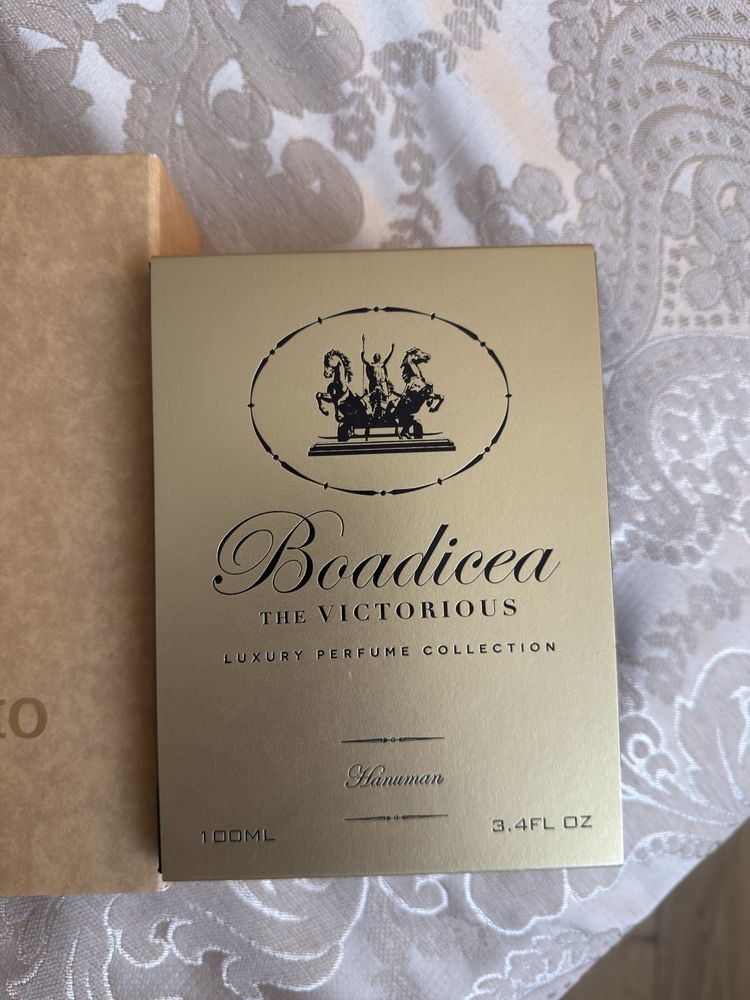 Boadicea
THE VICTORIOUS
LUXURY PERFUME COLLECTION
Hanuman
100ML
3.4FL OZ